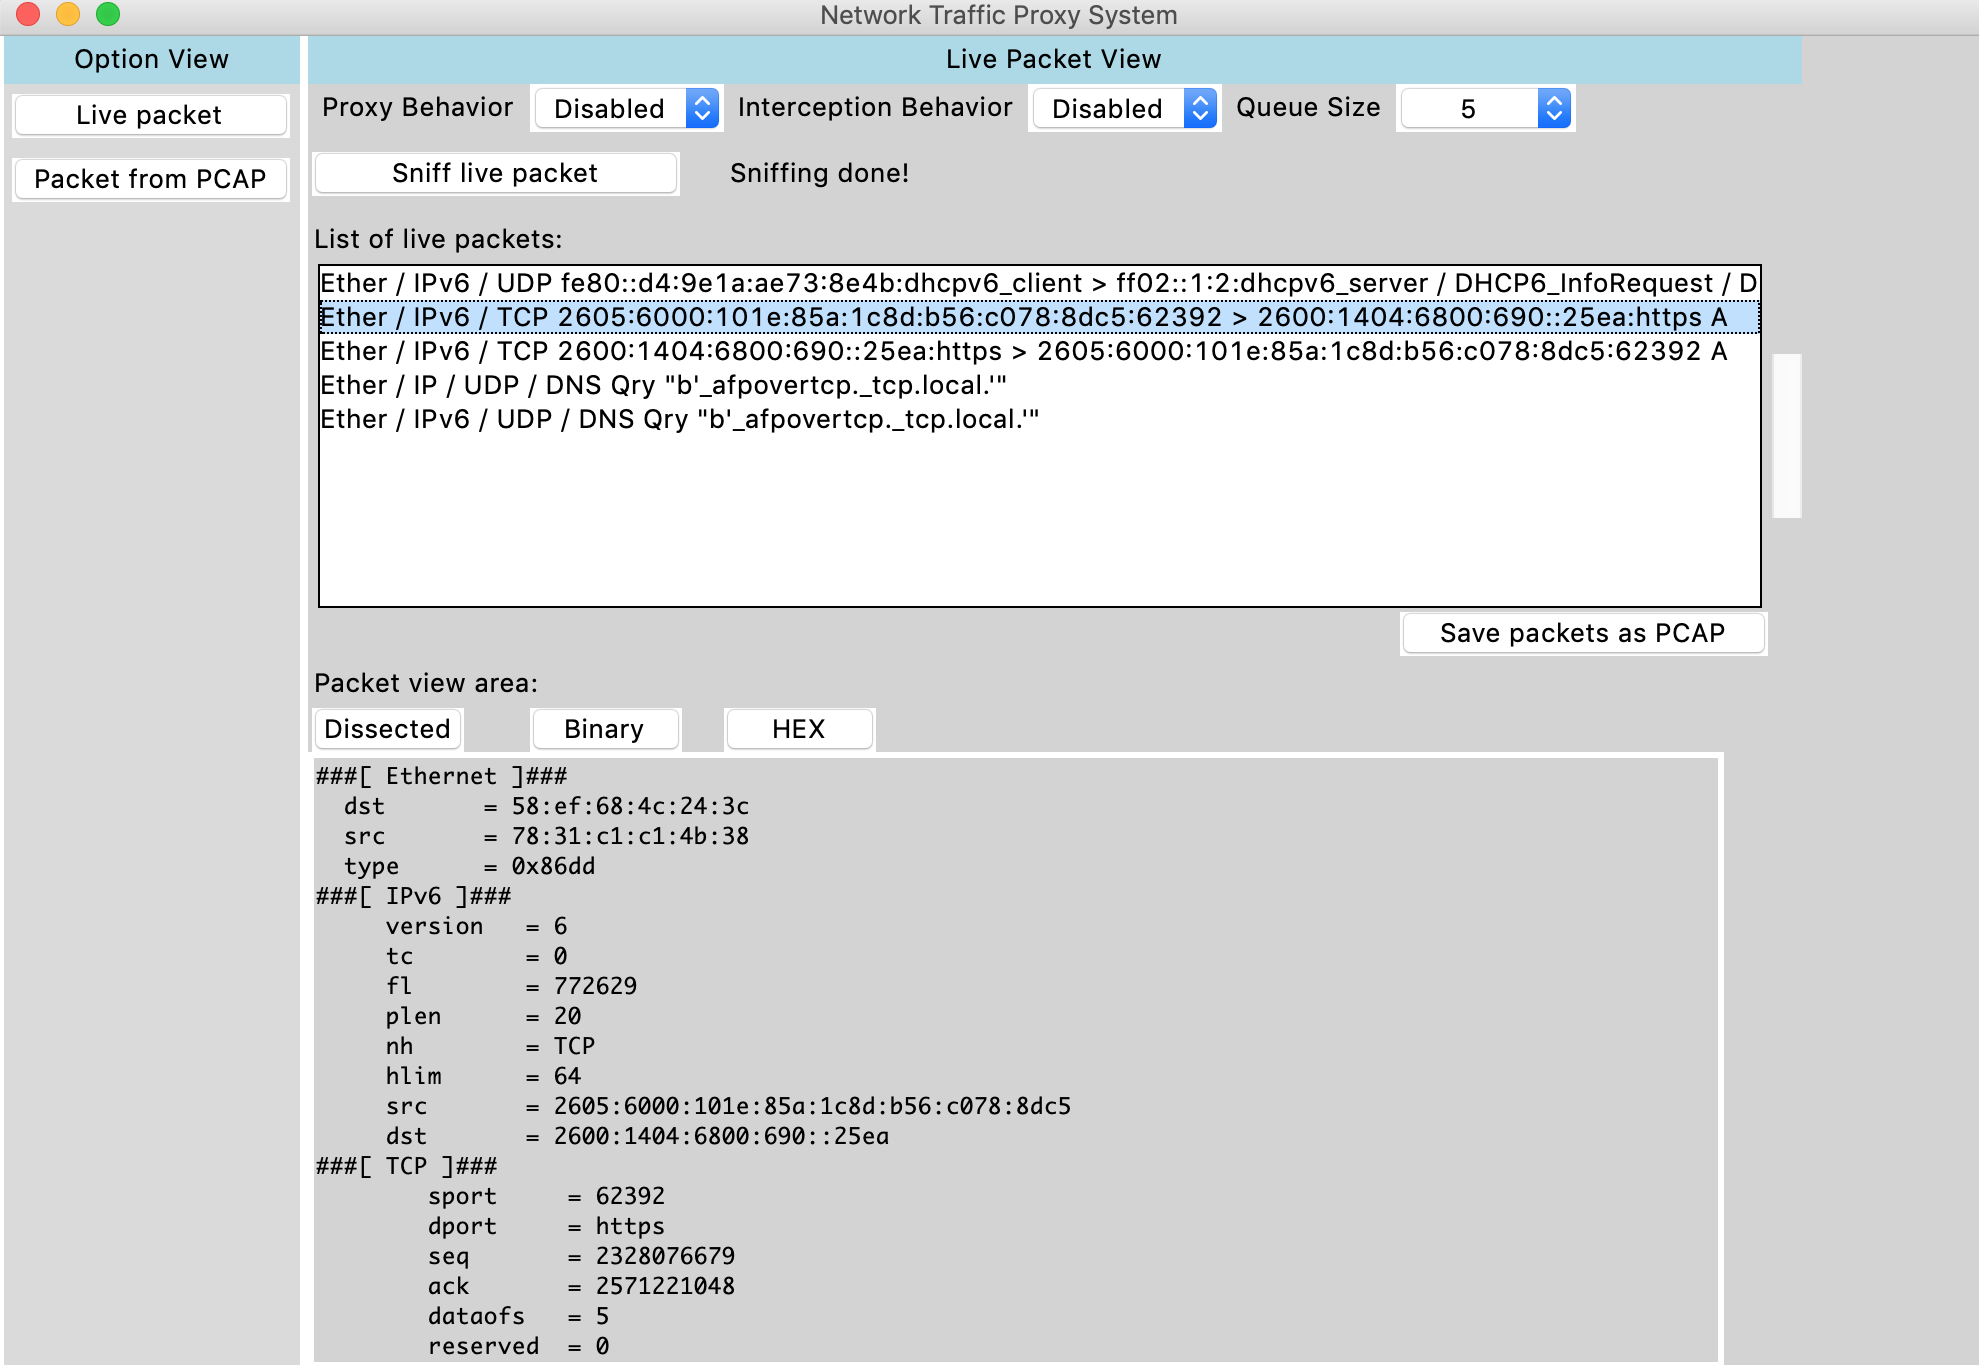 Network Traffic Proxy System
Option View
Live Packet View
Live packet
Packet from PCAP
Proxy Behavior Disabled Interception Behavior Disabled Queue Size 5
Sniff live packet Sniffing done!
List of live packets:
Ether / IPv6 / UDP fe80::d4:9e1a:ae73:8e4b:dhcpv6_client > ff02::1:2:dhcpv6_server / DHCP6_InfoRequest / D
Ether / IPv6 / TCP 2605:6000:101e:85a:1c8d:b56:c078:8dc5:62392 > 2600:1404:6800:690::25ea:https A
Ether / IPv6 / TCP 2600:1404:6800:690::25ea:https > 2605:6000:101e:85a:1c8d:b56:c078:8dc5:62392 A
Ether / IP / UDP / DNS Qry "b'_afpovertcp._tcp.local.'"
Ether / IPv6 / UDP / DNS Qry "b'_afpovertcp._tcp.local.'"
Save packets as PCAP
Packet view area:
Dissected Binary HEX
###[ Ethernet ]###
dst = 58:ef:68:4c:24:3c
src = 78:31:c1:c1:4b:38
type = 0x86dd
###[ IPv6 ]###
version = 6
tc = 0
fl = 772629
plen = 20
nh = TCP
hlim = 64
src = 2605:6000:101e:85a:1c8d:b56:c078:8dc5
dst = 2600:1404:6800:690::25ea
###[ TCP ]###
sport = 62392
dport = https
seq = 2328076679
ack = 2571221048
dataofs = 5
reserved = 0